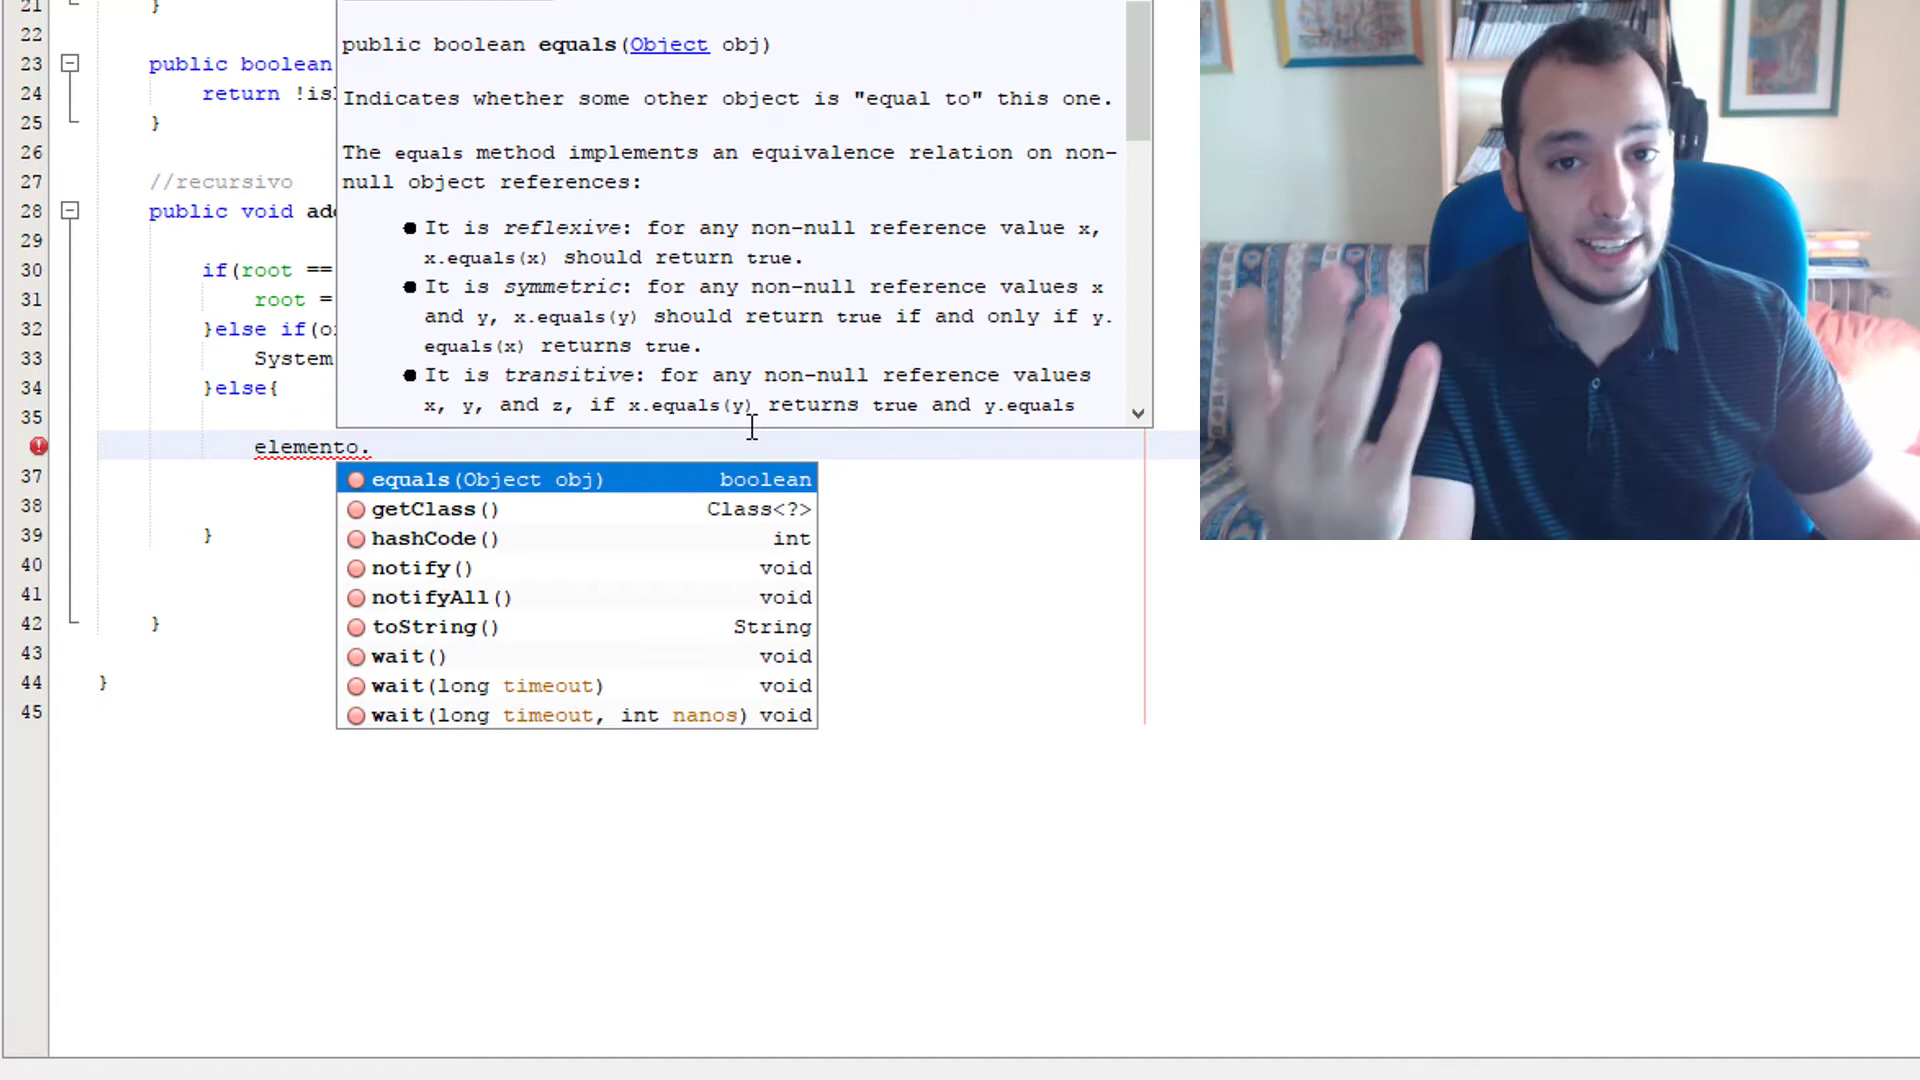 21 }
22
23 public boolean
24 return !is
25 }
26
27 //recursivo
28 public void add
29
30 if(root ==
31 root =
32 }else if(
33 System
34 }else{
35
elemento.
37
38
39 }
40
41
42 }
43
44 }
45
public boolean equals(Object obj)
Indicates whether some other object is "equal to" this one.
The equals method implements an equivalence relation on non-
null object references:
● It is reflexive: for any non-null reference value x,
x.equals(x) should return true.
● It is symmetric: for any non-null reference values x
and y, x.equals(y) should return true if and only if y.
equals(x) returns true.
● It is transitive: for any non-null reference values
x, y, and z, if x.equals(y) returns true and y.equals
equals(Object obj) boolean
getClass() Class<?>
hashCode() int
notify() void
notifyAll() void
toString() String
wait() void
wait(long timeout) void
wait(long timeout, int nanos) void